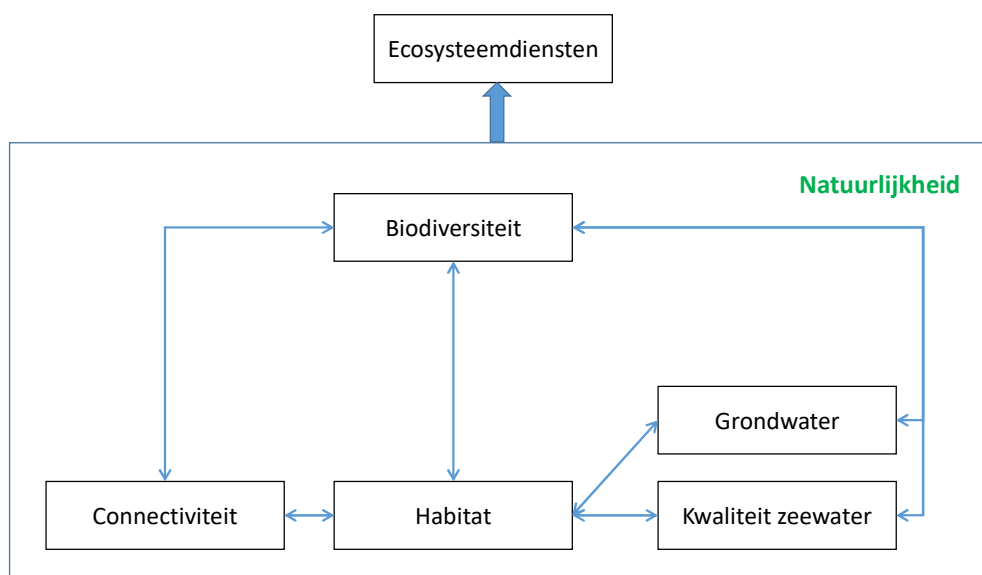 Ecosysteemdiensten
Natuurlijkheid
Biodiversiteit
Grondwater
Connectiviteit
Habitat
Kwaliteit zeewater